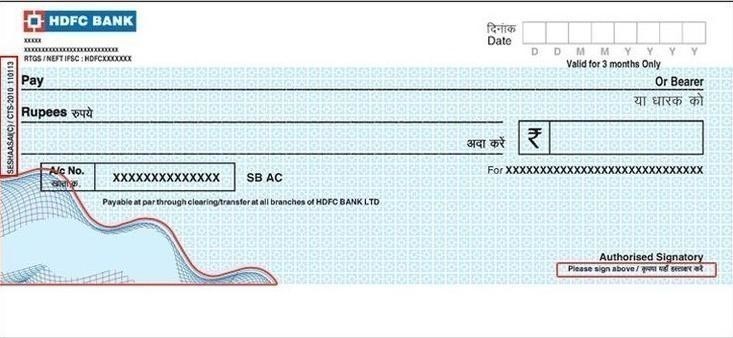 HDFC BANK
XXXXX
XXXXXXXXXXXXXXXXXXXXXXXXXX
RTGS / NEFT IFSC : HDFCXXXXXXX
दिनांक
Date
D D M M Y Y Y Y
Valid for 3 months Only
SESHAASAI(C) / CTS-2010 110113
Pay
Or Bearer
या धारक को
Rupees रुपये
अदा करें ₹
A/c No.
खाता क्र.
XXXXXXXXXXXXXX
SB AC
For XXXXXXXXXXXXXXXXXXXXXXXXXXXX
Payable at par through clearing/transfer at all branches of HDFC BANK LTD
Authorised Signatory
Please sign above / कृपया यहाँ हस्ताक्षर करें